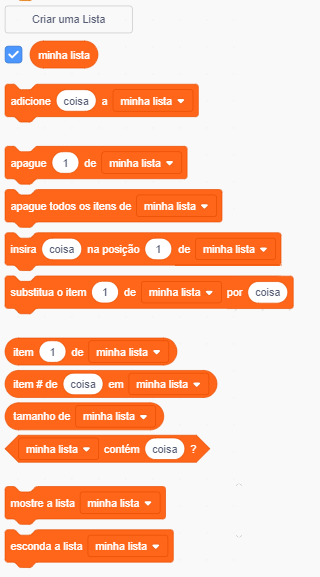 Criar uma Lista
minha lista
adicione coisa a minha lista
apague 1 de minha lista
apague todos os itens de minha lista
insira coisa na posição 1 de minha lista
substitua o item 1 de minha lista por coisa
item 1 de minha lista
item # de coisa em minha lista
tamanho de minha lista
minha lista contém coisa ?
mostre a lista minha lista
esconda a lista minha lista